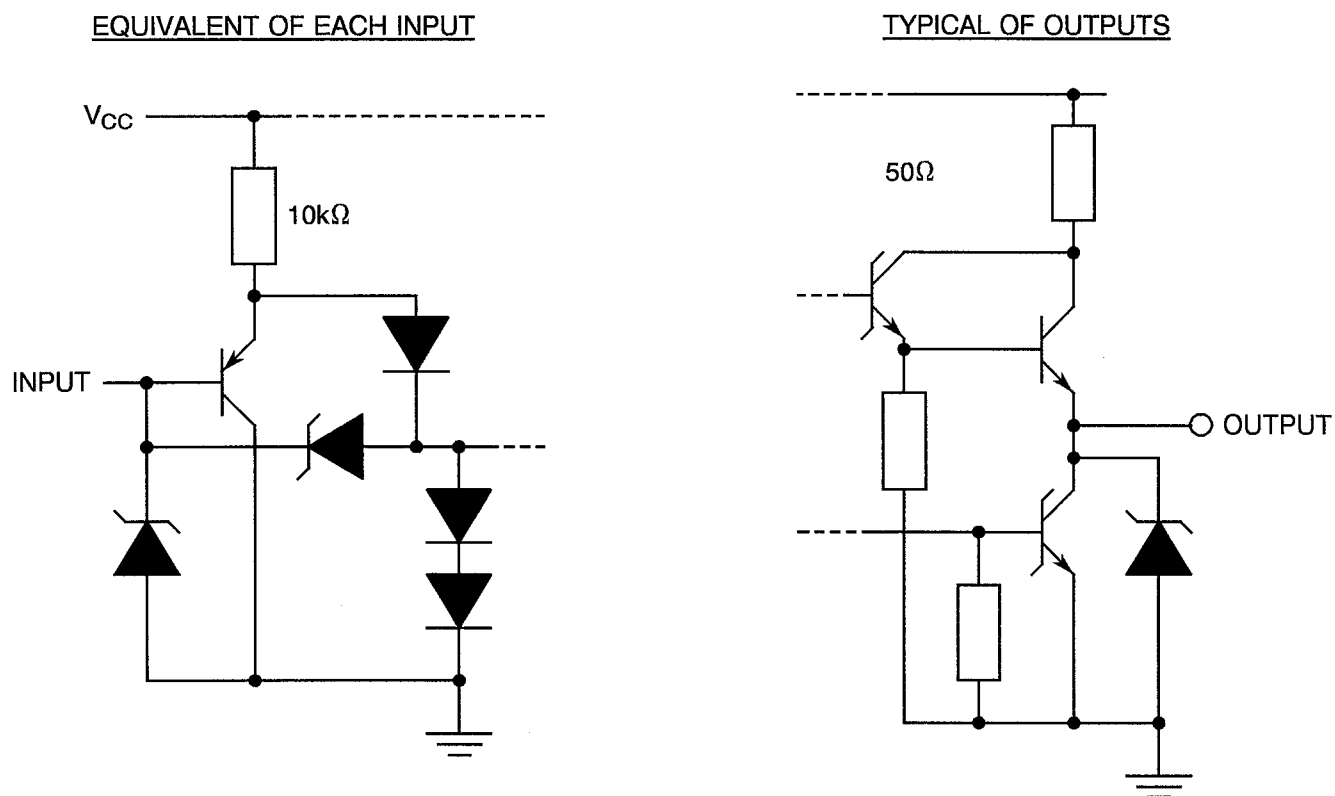 EQUIVALENT OF EACH INPUT
TYPICAL OF OUTPUTS
VCC
10kΩ
INPUT
50Ω
OUTPUT